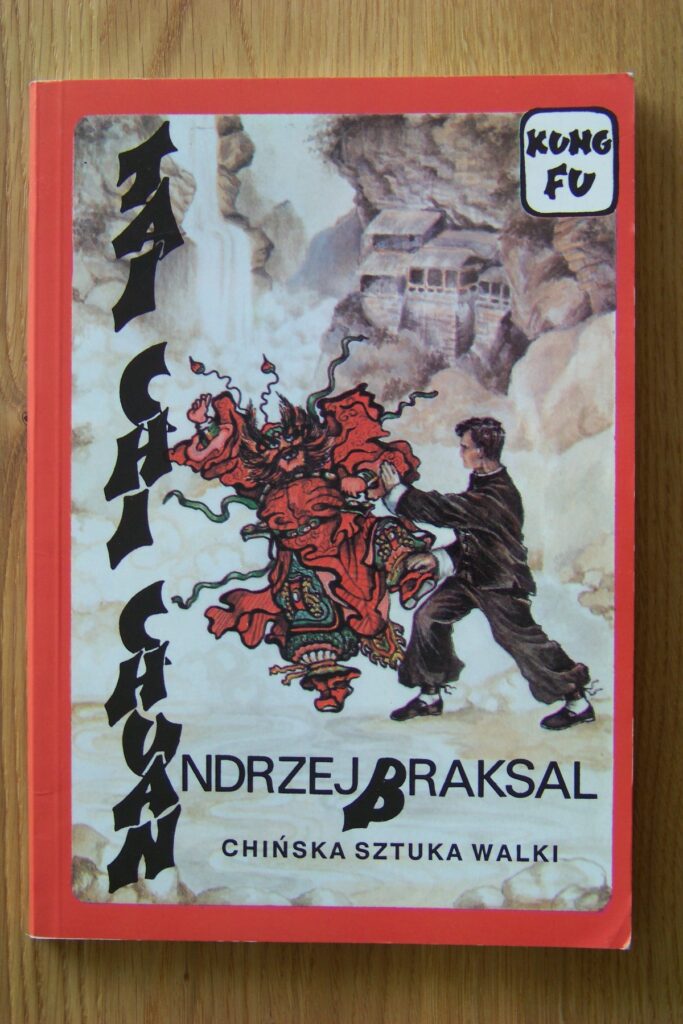 TAI CHI CHUAN
KUNG
FU
ANDRZEJ BRAKSAL
CHIŃSKA SZTUKA WALKI